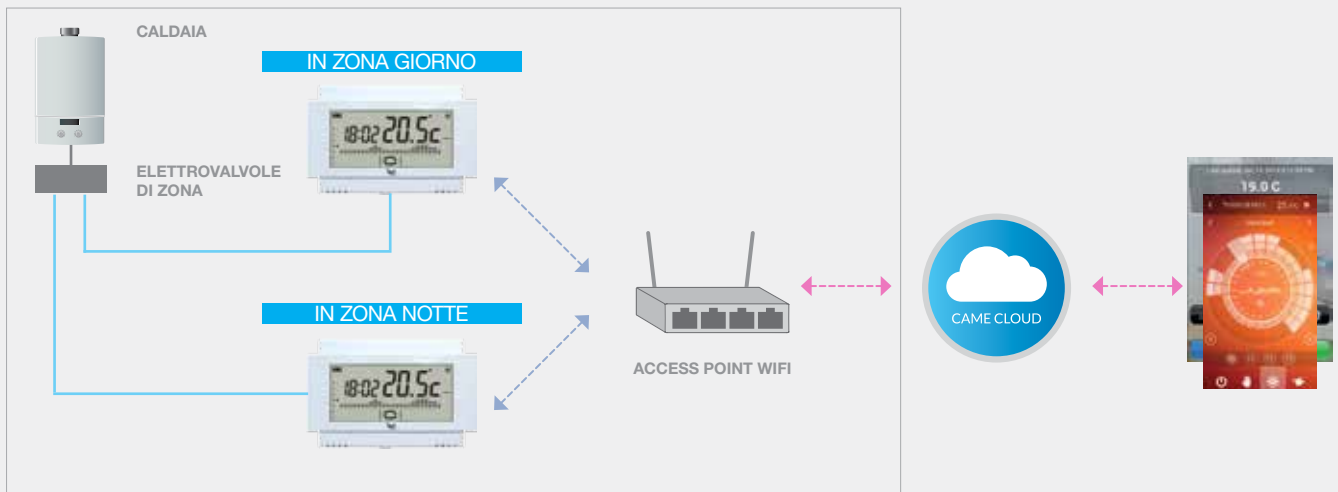 CALDAIA
IN ZONA GIORNO
18:02 20.5c
ELETTROVALVOLE
DI ZONA
19.0 C
IN ZONA NOTTE
18:02 20.5c
CAME CLOUD
ACCESS POINT WIFI